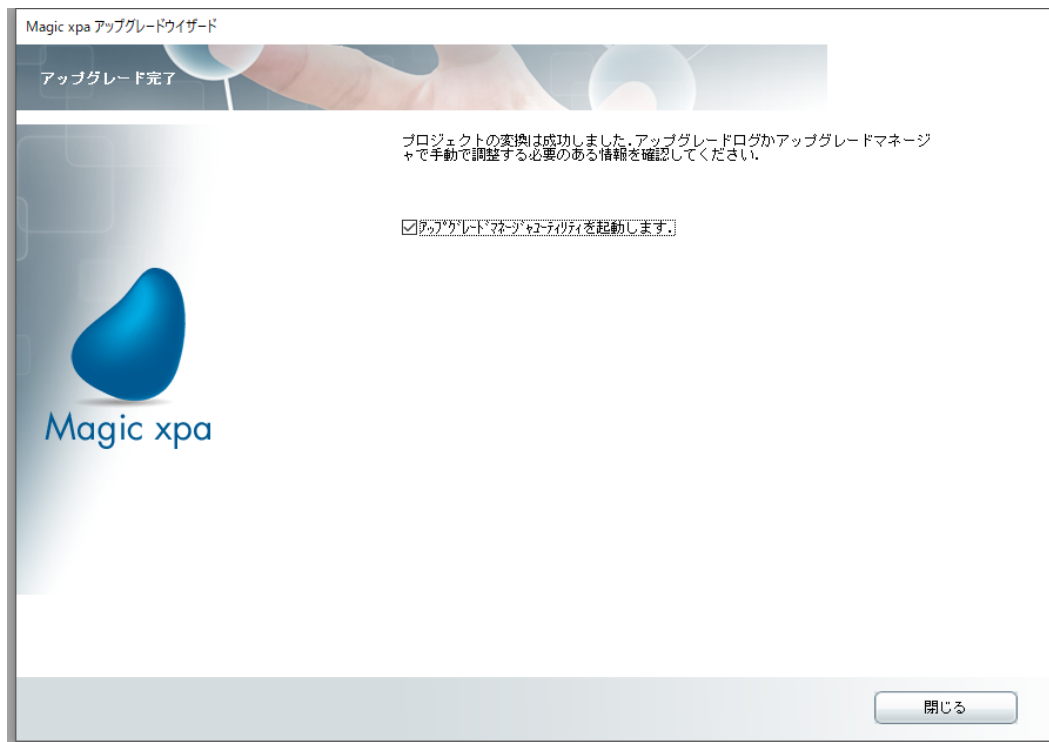 Magic xpa アップグレードウイザード
アップグレード完了
プロジェクトの変換は成功しました.アップグレードログかアップグレードマネージ
ャで手動で調整する必要のある情報を確認してください.
ｱｯﾌﾟｸﾞﾚｰﾄﾞﾏﾈｰｼﾞｬﾕｰﾃｨﾘﾃｨを起動します.
Magic xpa
閉じる